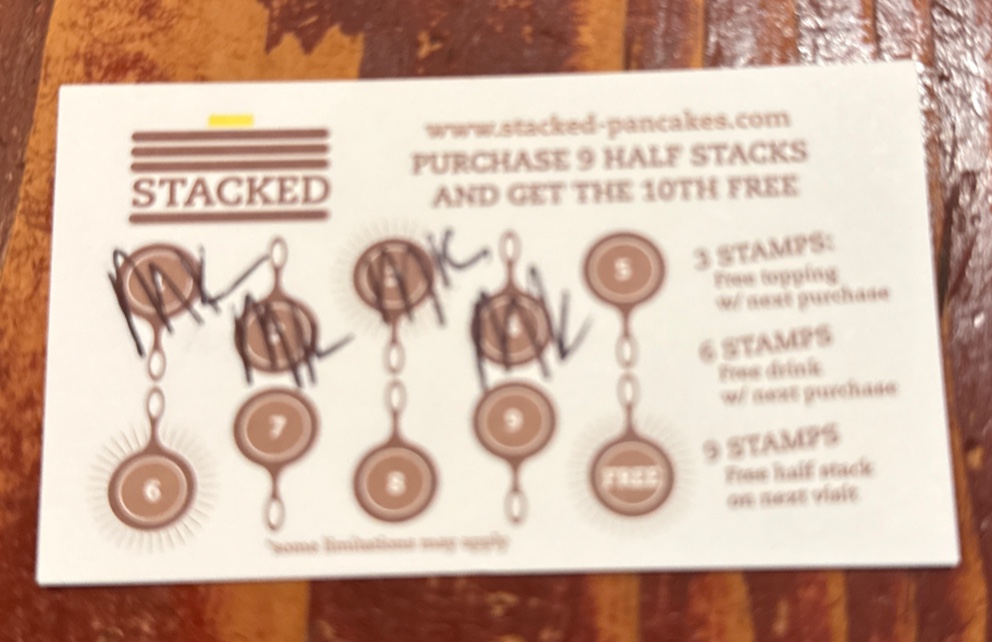 STACKED
www.stacked-pancakes.com
PURCHASE 9 HALF STACKS
AND GET THE 10TH FREE
5
6
7
8
9
FREE
3 STAMPS:
Free topping
w/ next purchase
6 STAMPS
Free drink
w/ next purchase
9 STAMPS
Free half stack
on next visit
*some limitations may apply